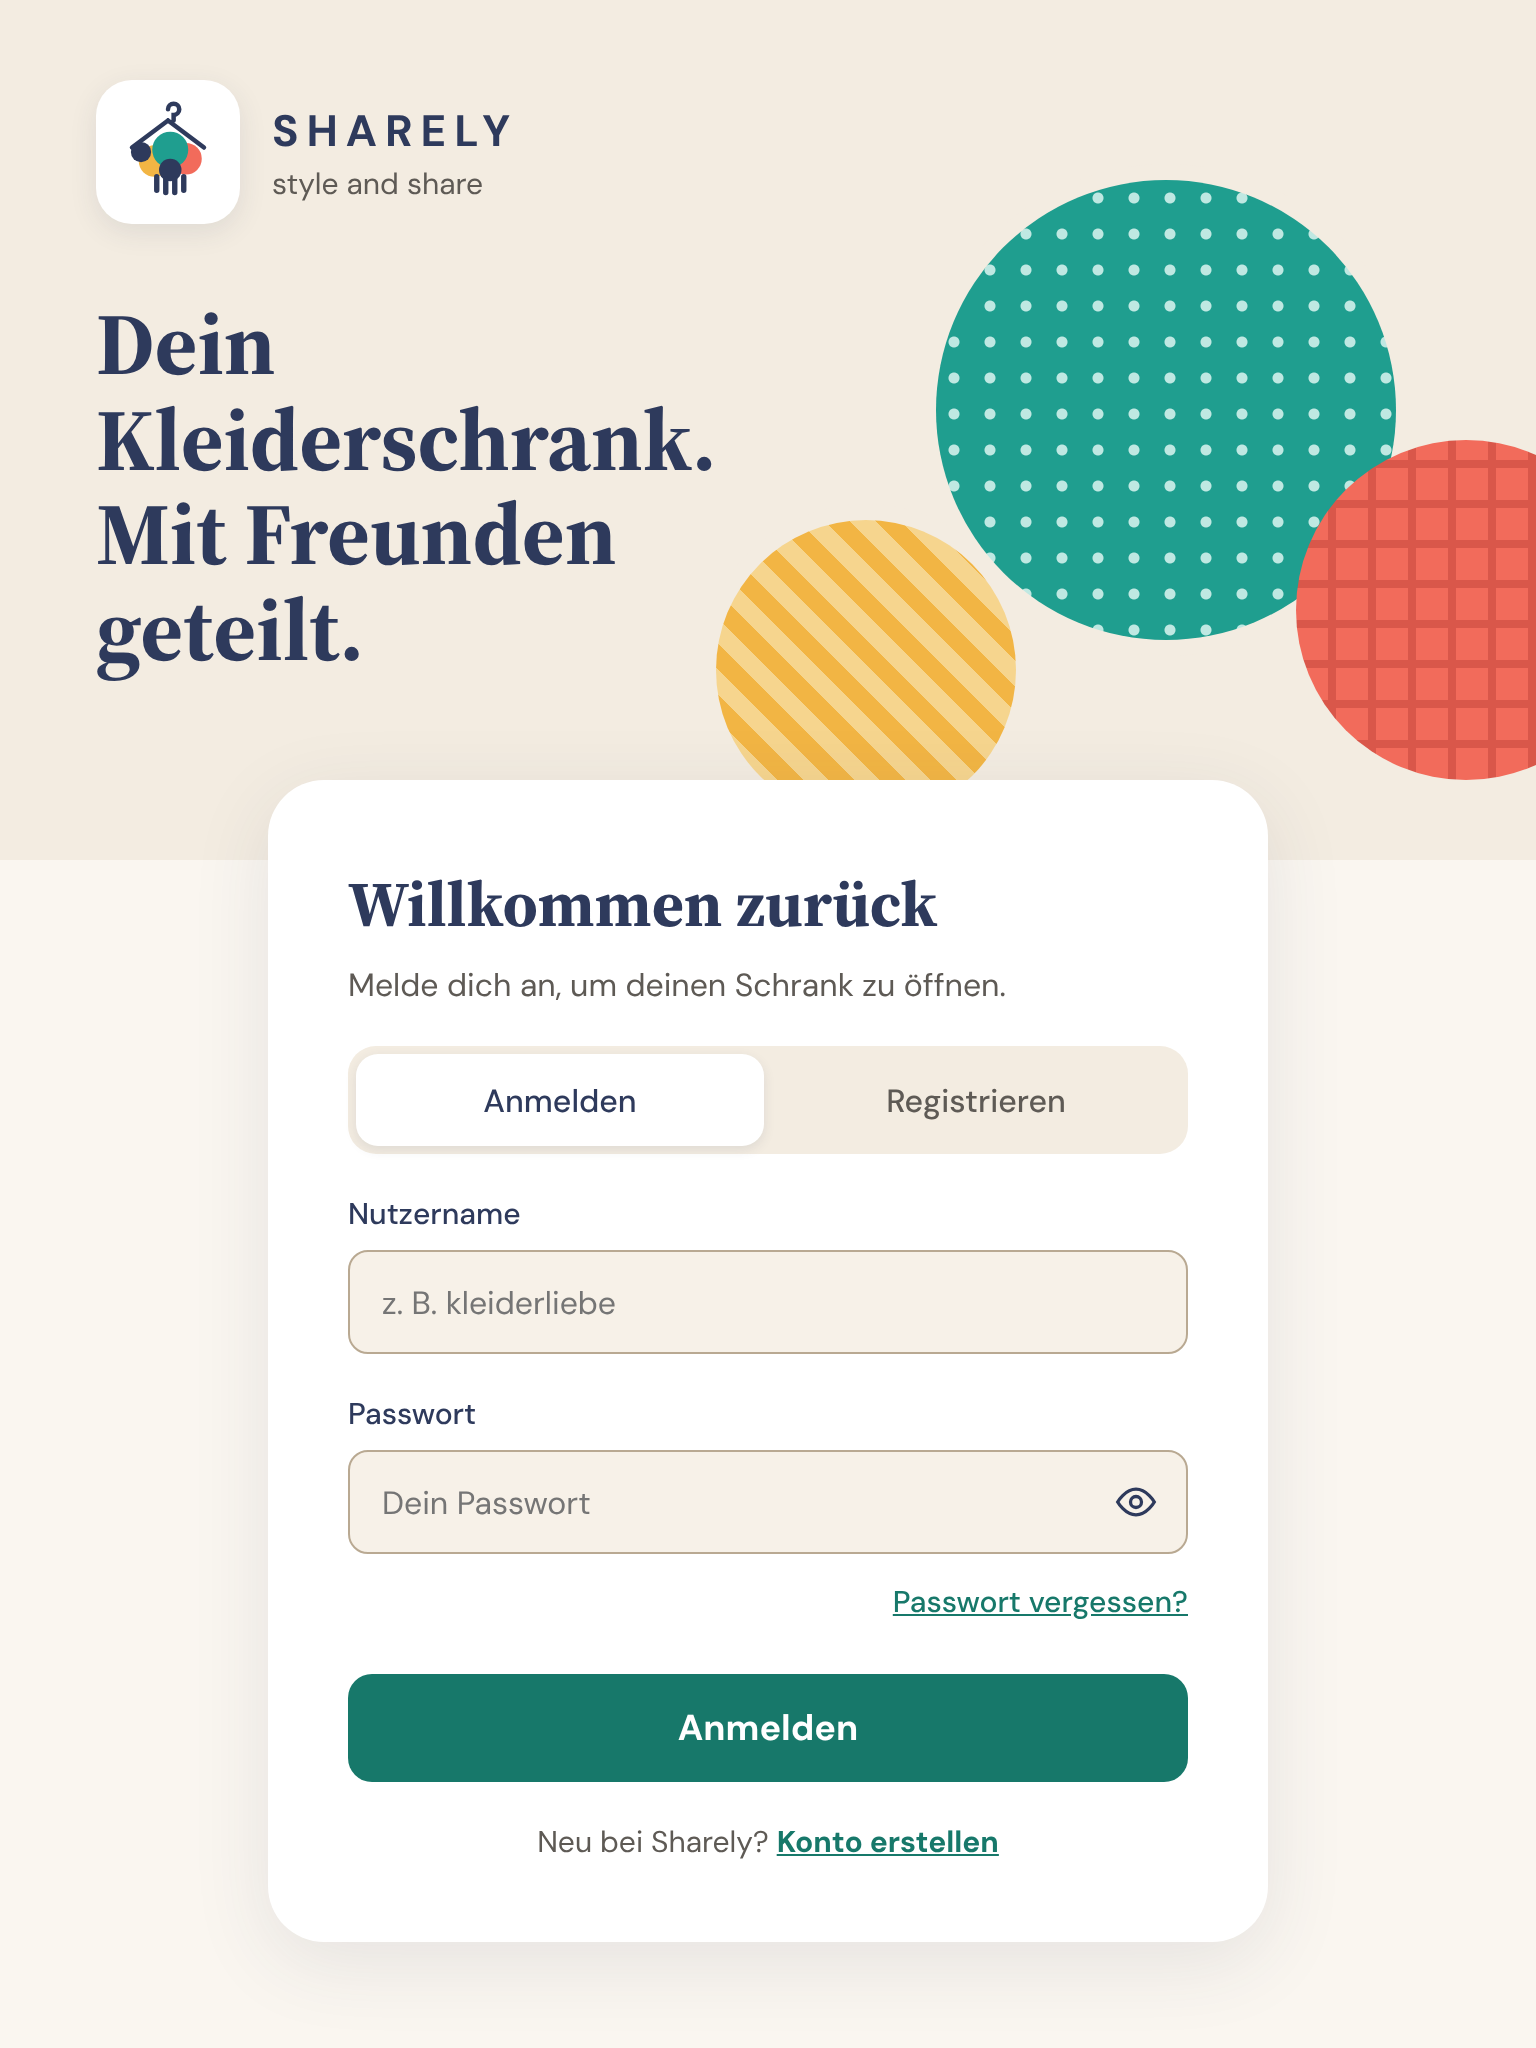 SHARELY
style and share
Dein
Kleiderschrank.
Mit Freunden
geteilt.
Willkommen zurück
Melde dich an, um deinen Schrank zu öffnen.
Anmelden
Registrieren
Nutzername
z. B. kleiderliebe
Passwort
Dein Passwort
Passwort vergessen?
Anmelden
Neu bei Sharely? Konto erstellen